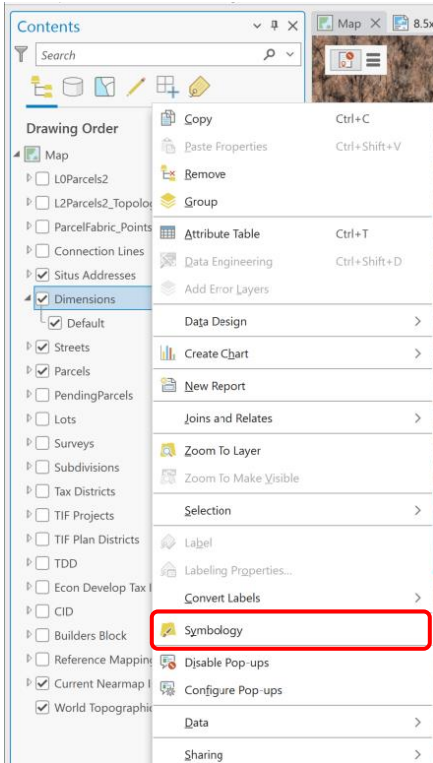 Contents
Map
8.5x
Search
Drawing Order
Map
L0Parcels2
L2Parcels2_Topolo
ParcelFabric_Points
Connection Lines
Situs Addresses
Dimensions
Default
Streets
Parcels
PendingParcels
Lots
Surveys
Subdivisions
Tax Districts
TIF Projects
TIF Plan Districts
TDD
Econ Develop Tax I
CID
Builders Block
Reference Mapping
Current Nearmap I
World Topographic
Copy Ctrl+C
Paste Properties Ctrl+Shift+V
Remove
Group
Attribute Table Ctrl+T
Data Engineering Ctrl+Shift+D
Add Error Layers
Data Design
Create Chart
New Report
Joins and Relates
Zoom To Layer
Zoom To Make Visible
Selection
Label
Labeling Properties...
Convert Labels
Symbology
Disable Pop-ups
Configure Pop-ups
Data
Sharing